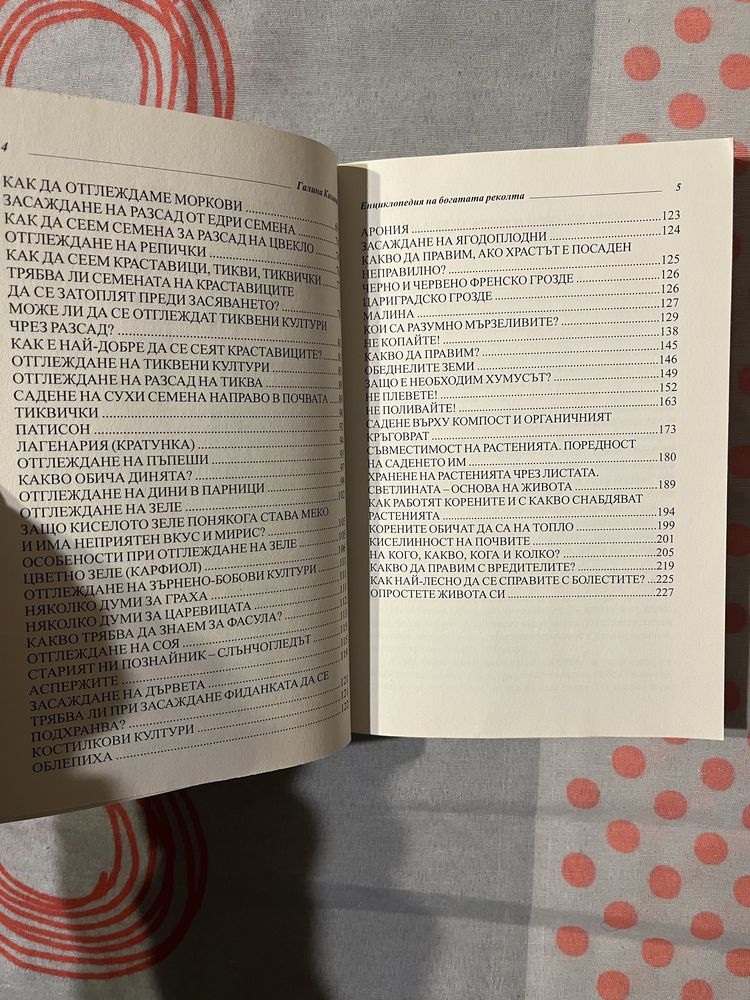 4
Галина
КАК ДА ОТГЛЕЖДАМЕ МОРКОВИ
ЗАСАЖДАНЕ НА РАЗСАД ОТ ЕДРИ СЕМЕНА
КАК ДА СЕЕМ СЕМЕНА ЗА РАЗСАД НА ЦВЕКЛО
ОТГЛЕЖДАНЕ НА РЕПИЧКИ
КАК ДА СЕЕМ КРАСТАВИЦИ, ТИКВИ, ТИКВИЧКИ
ТРЯБВА ЛИ СЕМЕНАТА НА КРАСТАВИЦИТЕ
ДА СЕ ЗАТОПЛЯТ ПРЕДИ ЗАСЯВАНЕТО?
МОЖЕ ЛИ ДА СЕ ОТГЛЕЖДАТ ТИКВЕНИ КУЛТУРИ
ЧРЕЗ РАЗСАД?
КАК Е НАЙ-ДОБРЕ ДА СЕ СЕЯТ КРАСТАВИЦИТЕ?
ОТГЛЕЖДАНЕ НА ТИКВЕНИ КУЛТУРИ
ОТГЛЕЖДАНЕ НА РАЗСАД НА ТИКВА
САДЕНЕ НА СУХИ СЕМЕНА НАПРАВО В ПОЧВАТА
ТИКВИЧКИ
ПАТИСОН
ЛАГЕНАРИЯ (КРАТУНКА)
ОТГЛЕЖДАНЕ НА ПЪПЕШИ
КАКВО ОБИЧА ДИНЯТА?
ОТГЛЕЖДАНЕ НА ДИНИ В ПАРНИЦИ
ОТГЛЕЖДАНЕ НА ЗЕЛЕ
ЗАЩО КИСЕЛОТО ЗЕЛЕ ПОНЯКОГА СТАВА МЕКО
И ИМА НЕПРИЯТЕН ВКУС И МИРИС?
ОСОБЕНОСТИ ПРИ ОТГЛЕЖДАНЕ НА ЗЕЛЕ
ЦВЕТНО ЗЕЛЕ (КАРФИОЛ)
ОТГЛЕЖДАНЕ НА ЗЪРНЕНО-БОБОВИ КУЛТУРИ
НЯКОЛКО ДУМИ ЗА ГРАХА
НЯКОЛКО ДУМИ ЗА ЦАРЕВИЦАТА
КАКВО ТРЯБВА ДА ЗНАЕМ ЗА ФАСУЛА?
ОТГЛЕЖДАНЕ НА СОЯ
СТАРИЯТ НИ ПОЗНАЙНИК – СЛЪНЧОГЛЕДЪТ
АСПЕРЖИТЕ
ЗАСАЖДАНЕ НА ДЪРВЕТА
ТРЯБВА ЛИ ПРИ ЗАСАЖДАНЕ ФИДАНКАТА ДА СЕ
ПОДХРАНВА?
КОСТИЛКОВИ КУЛТУРИ
ОБЛЕПИХА
Енциклопедия на богатата реколта 5
АРОНИЯ 123
ЗАСАЖДАНЕ НА ЯГОДОПЛОДНИ 124
КАКВО ДА ПРАВИМ, АКО ХРАСТЪТ Е ПОСАДЕН
НЕПРАВИЛНО? 125
ЧЕРНО И ЧЕРВЕНО ФРЕНСКО ГРОЗДЕ 126
ЦАРИГРАДСКО ГРОЗДЕ 126
МАЛИНА 127
КОИ СА РАЗУМНО МЪРЗЕЛИВИТЕ? 129
НЕ КОПАЙТЕ! 138
КАКВО ДА ПРАВИМ? 145
ОБЕДНЕЛИТЕ ЗЕМИ 146
ЗАЩО Е НЕОБХОДИМ ХУМУСЪТ? 149
НЕ ПЛЕВЕТЕ! 152
НЕ ПОЛИВАЙТЕ! 163
САДЕНЕ ВЪРХУ КОМПОСТ И ОРГАНИЧНИЯТ
КРЪГОВРАТ 173
СЪВМЕСТИМОСТ НА РАСТЕНИЯТА. ПОРЕДНОСТ
НА САДЕНЕТО ИМ 180
ХРАНЕНЕ НА РАСТЕНИЯТА ЧРЕЗ ЛИСТАТА.
СВЕТЛИНАТА – ОСНОВА НА ЖИВОТА 189
КАК РАБОТЯТ КОРЕНИТЕ И С КАКВО СНАБДЯВАТ
РАСТЕНИЯТА 194
КОРЕНИТЕ ОБИЧАТ ДА СА НА ТОПЛО 199
КИСЕЛИННОСТ НА ПОЧВИТЕ 201
НА КОГО, КАКВО, КОГА И КОЛКО? 205
КАКВО ДА ПРАВИМ С ВРЕДИТЕЛИТЕ? 219
КАК НАЙ-ЛЕСНО ДА СЕ СПРАВИТЕ С БОЛЕСТИТЕ? 225
ОПРОСТЕТЕ ЖИВОТА СИ 227